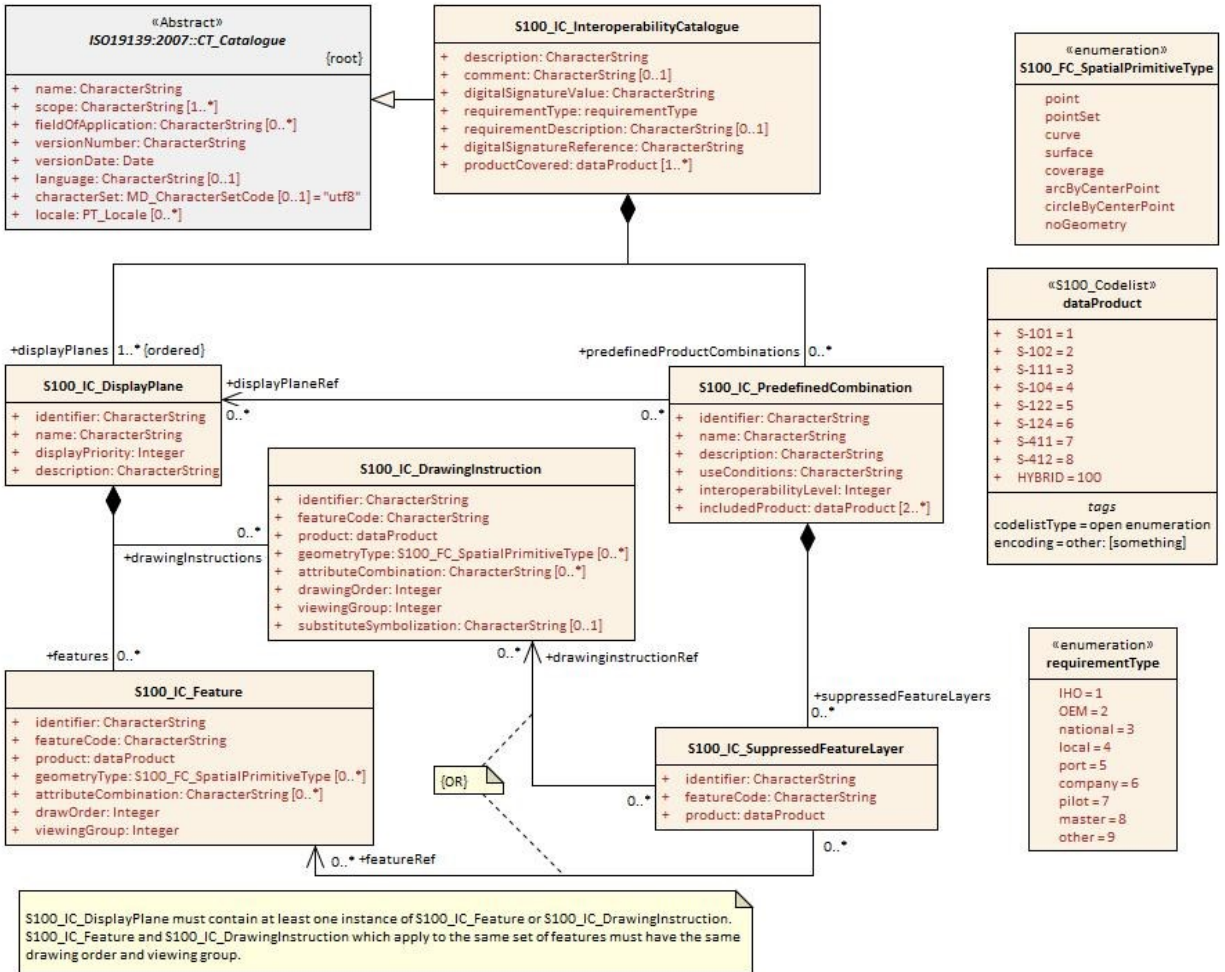 «Abstract»
ISO19139:2007::CT_Catalogue
{root}
+ name: CharacterString
+ scope: CharacterString [1..*]
+ fieldOfApplication: CharacterString [0..*]
+ versionNumber: CharacterString
+ versionDate: Date
+ language: CharacterString [0..1]
+ characterSet: MD_CharacterSetCode [0..1] = "utf8"
+ locale: PT_Locale [0..*]
S100_IC_InteroperabilityCatalogue
+ description: CharacterString
+ comment: CharacterString [0..1]
+ digitalSignatureValue: CharacterString
+ requirementType: requirementType
+ requirementDescription: CharacterString [0..1]
+ digitalSignatureReference: CharacterString
+ productCovered: dataProduct [1..*]
«enumeration»
S100_FC_SpatialPrimitiveType
point
pointSet
curve
surface
coverage
arcByCenterPoint
circleByCenterPoint
noGeometry
«S100_Codelist»
dataProduct
+ S-101 = 1
+ S-102 = 2
+ S-111 = 3
+ S-104 = 4
+ S-122 = 5
+ S-124 = 6
+ S-411 = 7
+ S-412 = 8
+ HYBRID = 100
tags
codelistType = open enumeration
encoding = other: [something]
+displayPlanes 1..* {ordered}
+predefinedProductCombinations 0..*
S100_IC_DisplayPlane
+ identifier: CharacterString
+ name: CharacterString
+ displayPriority: Integer
+ description: CharacterString
+displayPlaneRef
0..*
0..*
S100_IC_PredefinedCombination
+ identifier: CharacterString
+ name: CharacterString
+ description: CharacterString
+ useConditions: CharacterString
+ interoperabilityLevel: Integer
+ includedProduct: dataProduct [2..*]
S100_IC_DrawingInstruction
+ identifier: CharacterString
+ featureCode: CharacterString
+ product: dataProduct
+ geometryType: S100_FC_SpatialPrimitiveType [0..*]
+ attributeCombination: CharacterString [0..*]
+ drawingOrder: Integer
+ viewingGroup: Integer
+ substituteSymbolization: CharacterString [0..1]
0..*
+drawingInstructions
+features 0..*
0..* +drawinginstructionRef
S100_IC_Feature
+ identifier: CharacterString
+ featureCode: CharacterString
+ product: dataProduct
+ geometryType: S100_FC_SpatialPrimitiveType [0..*]
+ attributeCombination: CharacterString [0..*]
+ drawOrder: Integer
+ viewingGroup: Integer
+suppressedFeatureLayers
0..*
S100_IC_SuppressedFeatureLayer
+ identifier: CharacterString
+ featureCode: CharacterString
+ product: dataProduct
{OR}
0..*
0..*
0..* +featureRef
«enumeration»
requirementType
IHO = 1
OEM = 2
national = 3
local = 4
port = 5
company = 6
pilot = 7
master = 8
other = 9
S100_IC_DisplayPlane must contain at least one instance of S100_IC_Feature or S100_IC_DrawingInstruction.
S100_IC_Feature and S100_IC_DrawingInstruction which apply to the same set of features must have the same
drawing order and viewing group.